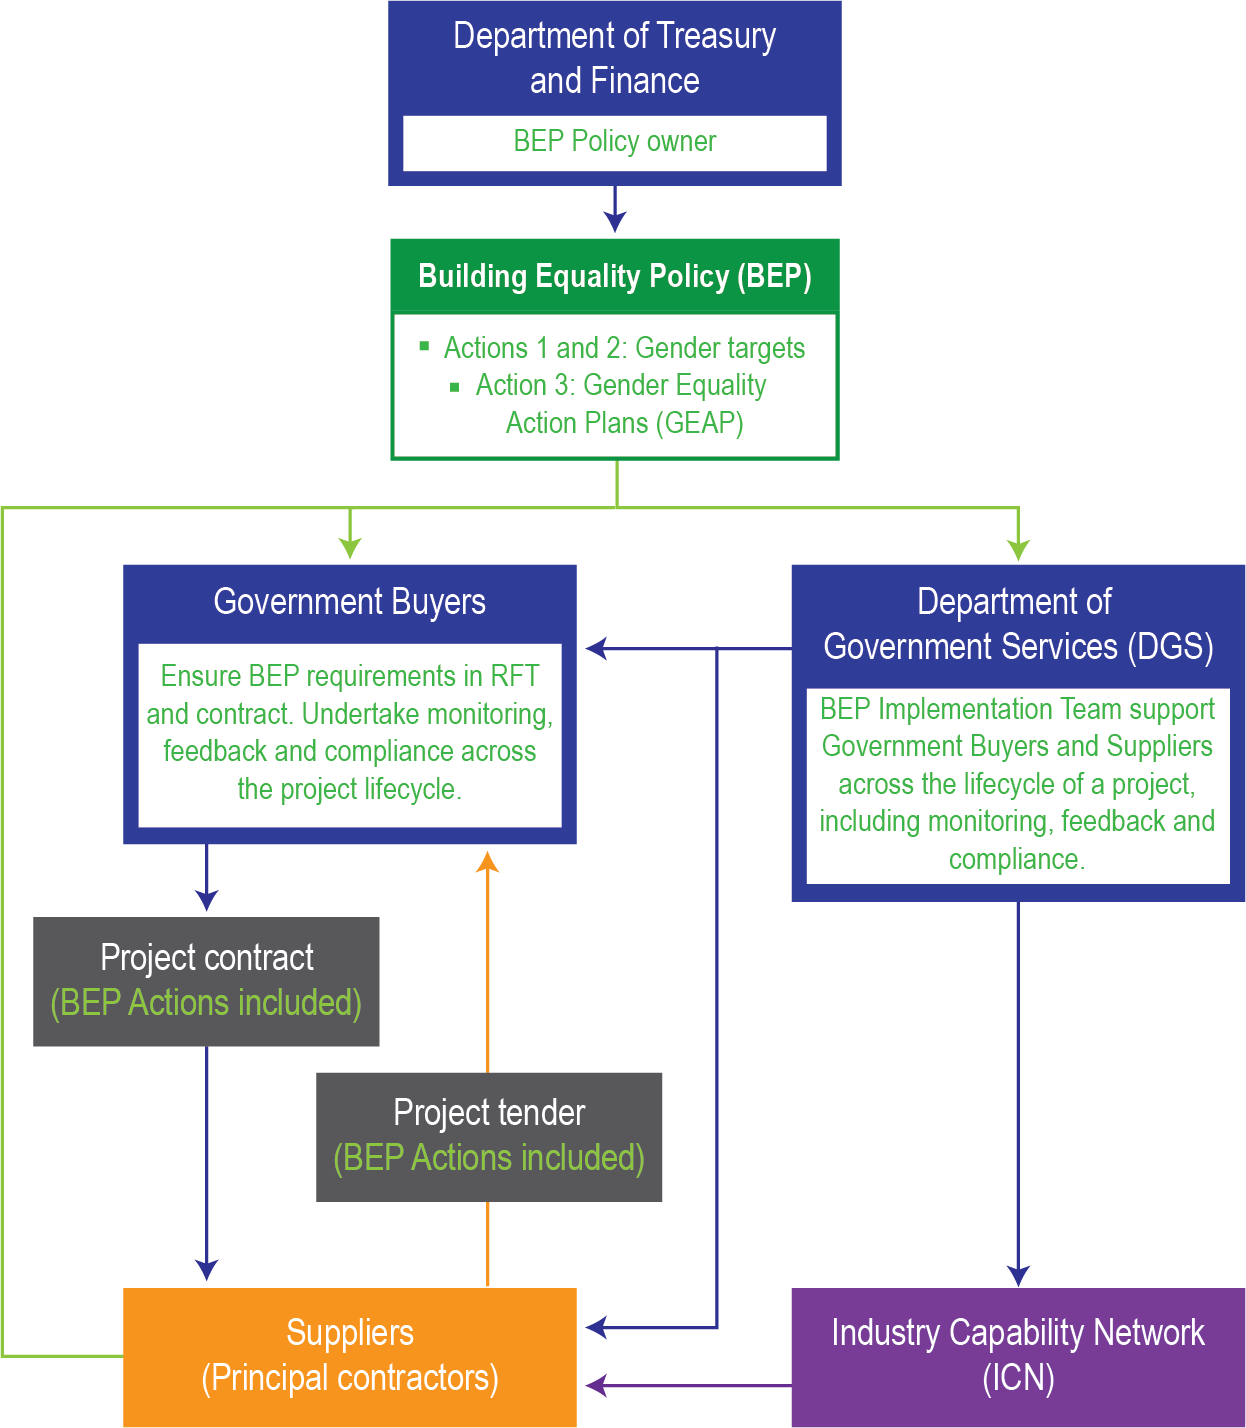 Department of Treasury
and Finance
BEP Policy owner
Building Equality Policy (BEP)
▪ Actions 1 and 2: Gender targets
▪ Action 3: Gender Equality
Action Plans (GEAP)
Government Buyers
Ensure BEP requirements in RFT
and contract. Undertake monitoring,
feedback and compliance across
the project lifecycle.
Department of
Government Services (DGS)
BEP Implementation Team support
Government Buyers and Suppliers
across the lifecycle of a project,
including monitoring, feedback and
compliance.
Project contract
(BEP Actions included)
Project tender
(BEP Actions included)
Suppliers
(Principal contractors)
Industry Capability Network
(ICN)